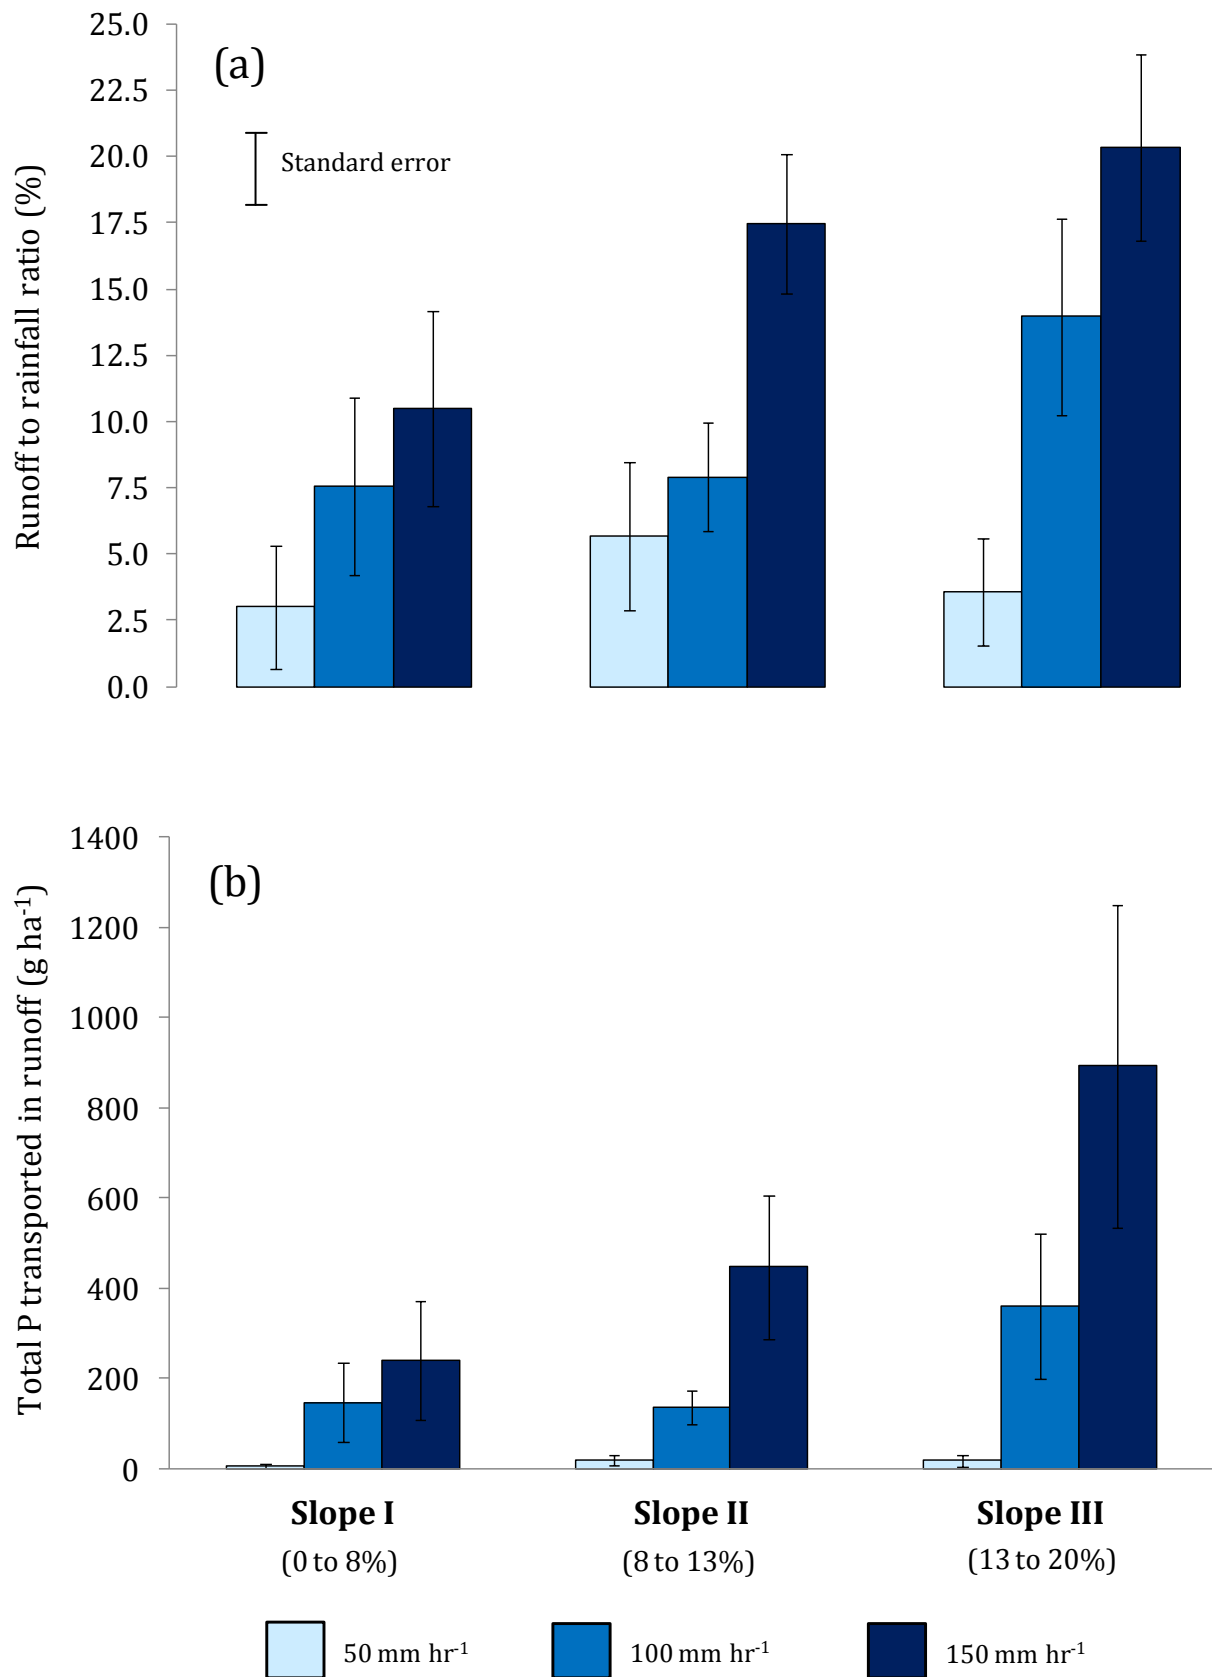 (a)
Standard error
Runoff to rainfall ratio (%)
25.0
22.5
20.0
17.5
15.0
12.5
10.0
7.5
5.0
2.5
0.0
(b)
Total P transported in runoff (g ha⁻¹)
1400
1200
1000
800
600
400
200
0
Slope I Slope II Slope III
(0 to 8%) (8 to 13%) (13 to 20%)
50 mm hr⁻¹ 100 mm hr⁻¹ 150 mm hr⁻¹